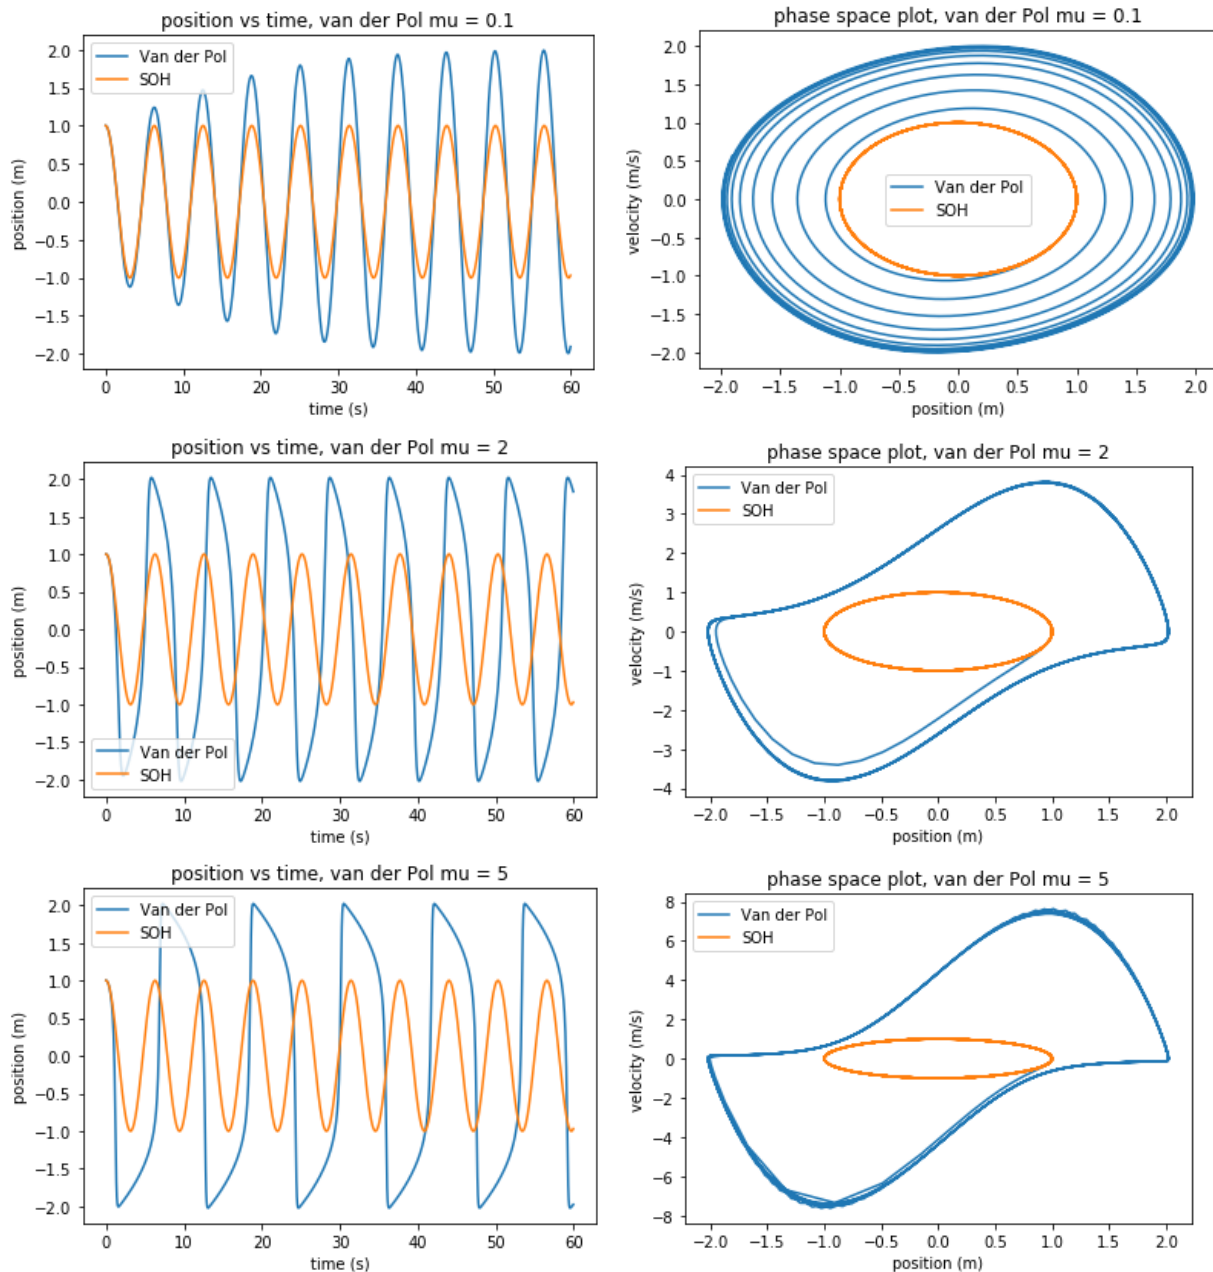 position vs time, van der Pol mu = 0.1
Van der Pol
SOH
2.0
1.5
1.0
0.5
0.0
−0.5
−1.0
−1.5
−2.0
position (m)
0 10 20 30 40 50 60
time (s)
phase space plot, van der Pol mu = 0.1
Van der Pol
SOH
2.0
1.5
1.0
0.5
0.0
−0.5
−1.0
−1.5
−2.0
velocity (m/s)
−2.0 −1.5 −1.0 −0.5 0.0 0.5 1.0 1.5 2.0
position (m)
position vs time, van der Pol mu = 2
2.0
1.5
1.0
0.5
0.0
−0.5
−1.0
−1.5
−2.0
position (m)
Van der Pol
SOH
0 10 20 30 40 50 60
time (s)
phase space plot, van der Pol mu = 2
Van der Pol
SOH
4
3
2
1
0
−1
−2
−3
−4
velocity (m/s)
−2.0 −1.5 −1.0 −0.5 0.0 0.5 1.0 1.5 2.0
position (m)
position vs time, van der Pol mu = 5
Van der Pol
SOH
2.0
1.5
1.0
0.5
0.0
−0.5
−1.0
−1.5
−2.0
position (m)
0 10 20 30 40 50 60
time (s)
phase space plot, van der Pol mu = 5
Van der Pol
SOH
8
6
4
2
0
−2
−4
−6
−8
velocity (m/s)
−2.0 −1.5 −1.0 −0.5 0.0 0.5 1.0 1.5 2.0
position (m)